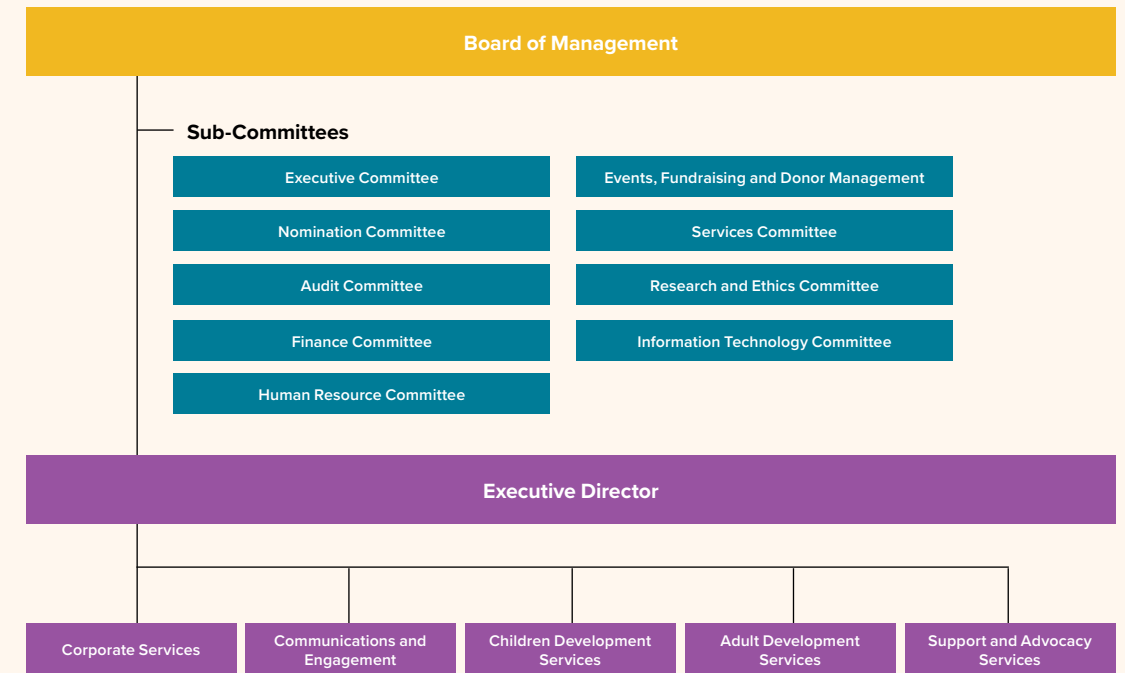 Board of Management
Sub-Committees
Executive Committee
Events, Fundraising and Donor Management
Nomination Committee
Services Committee
Audit Committee
Research and Ethics Committee
Finance Committee
Information Technology Committee
Human Resource Committee
Executive Director
Corporate Services
Communications and
Engagement
Children Development
Services
Adult Development
Services
Support and Advocacy
Services